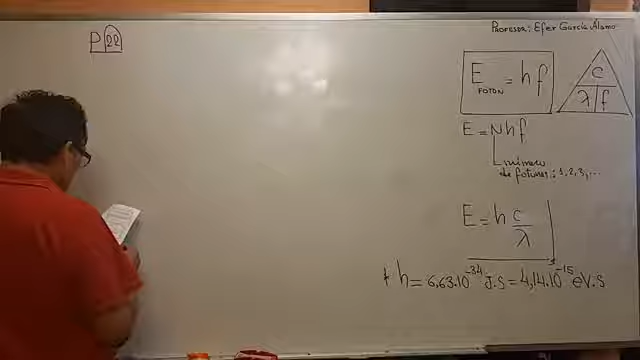 Profesor: Efer García Álamo
P 22
E FOTON = hf
c
λ f
E = Nhf
número
de fotones: 1, 2, 3, ...
E = h c/λ
h = 6,63.10^-34 J.S = 4,14.10^-15 eV.S